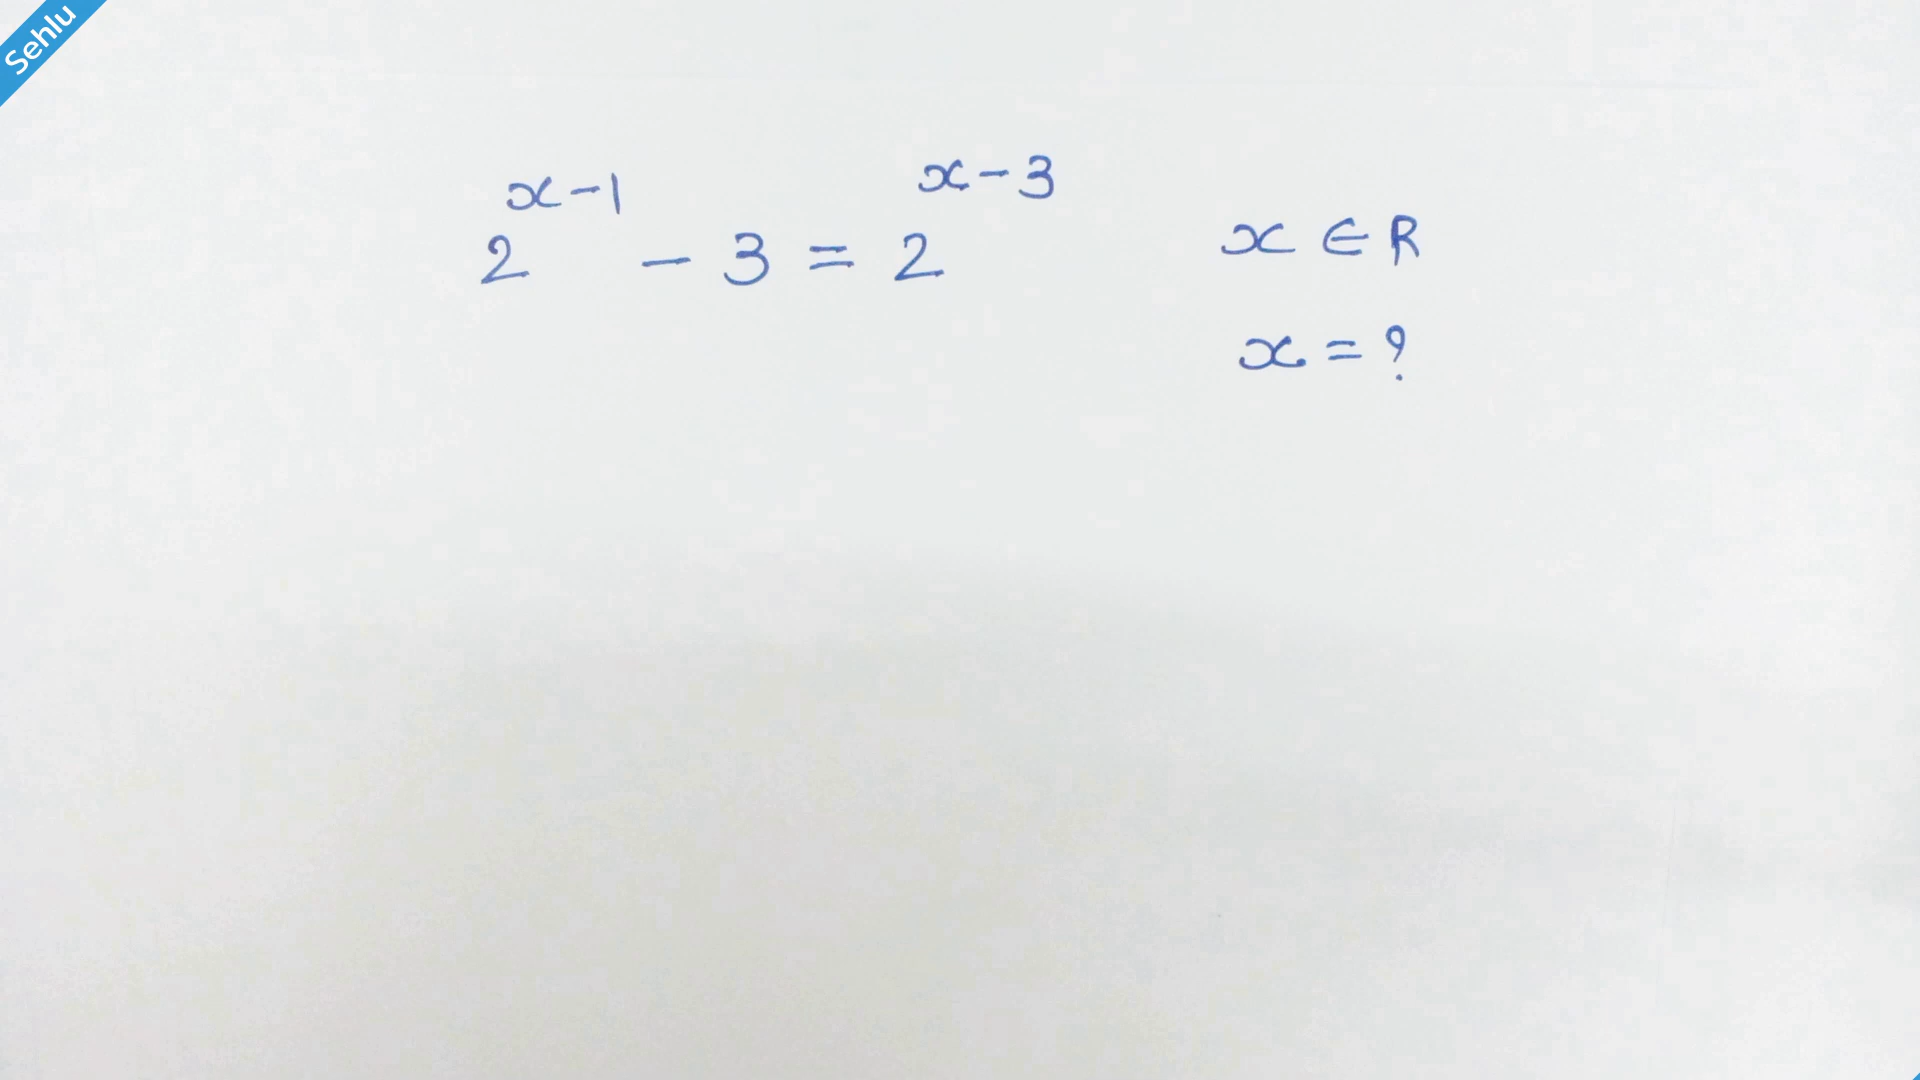 Sehlu
2^{x-1} - 3 = 2^{x-3}
x ∈ R
x = ?